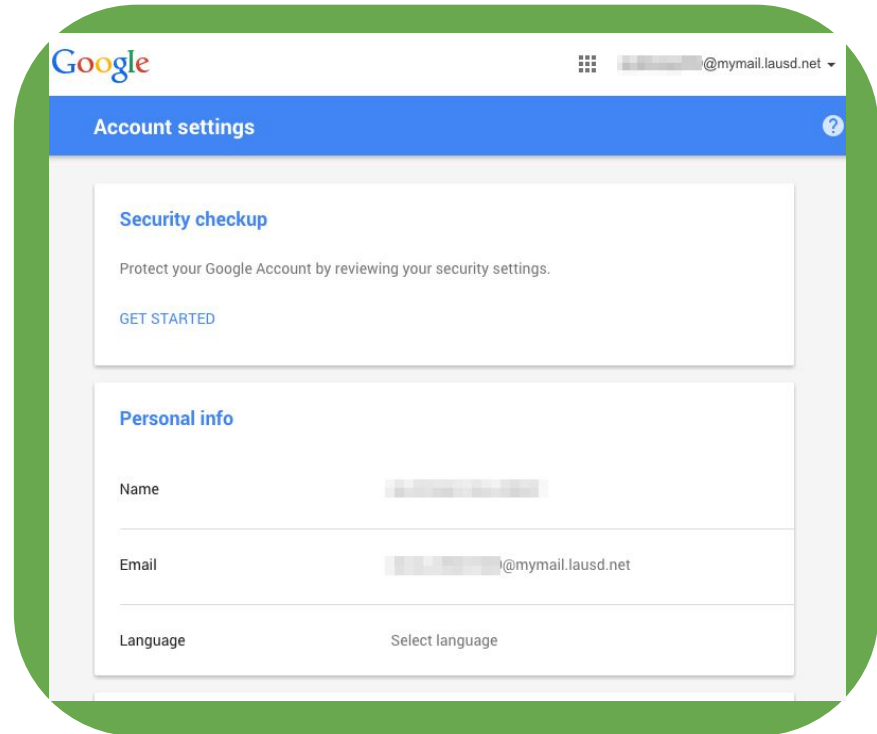 Google
@mymail.lausd.net
Account settings
?
Security checkup
Protect your Google Account by reviewing your security settings.
GET STARTED
Personal info
Name
Email @mymail.lausd.net
Language Select language